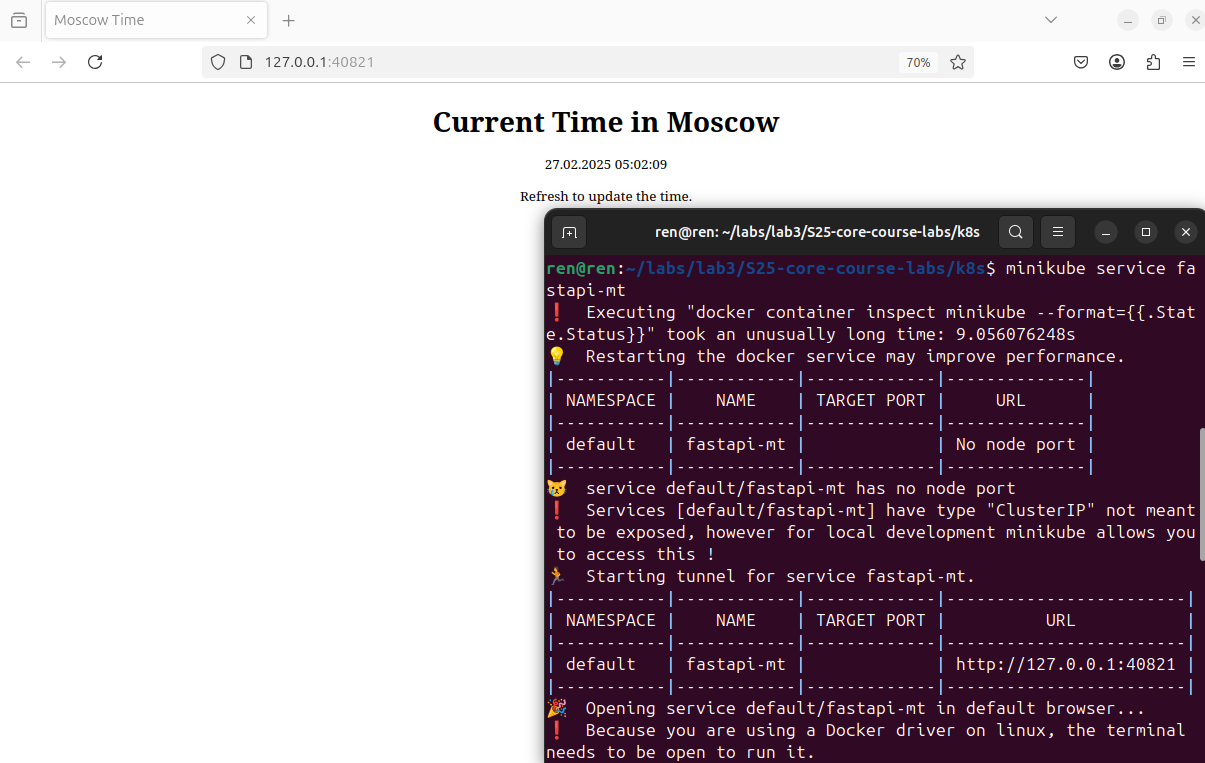 Moscow Time
127.0.0.1:40821
70%
Current Time in Moscow
27.02.2025 05:02:09
Refresh to update the time.
ren@ren: ~/labs/lab3/S25-core-course-labs/k8s
ren@ren:~/labs/lab3/S25-core-course-labs/k8s$ minikube service fa
stapi-mt
❗  Executing "docker container inspect minikube --format={{.Stat
e.Status}}" took an unusually long time: 9.056076248s
💡  Restarting the docker service may improve performance.
|-----------|------------|-------------|--------------|
| NAMESPACE |    NAME    | TARGET PORT |     URL      |
|-----------|------------|-------------|--------------|
| default   | fastapi-mt |             | No node port |
|-----------|------------|-------------|--------------|
😿  service default/fastapi-mt has no node port
❗  Services [default/fastapi-mt] have type "ClusterIP" not meant
 to be exposed, however for local development minikube allows you
 to access this !
🏃  Starting tunnel for service fastapi-mt.
|-----------|------------|-------------|------------------------|
| NAMESPACE |    NAME    | TARGET PORT |          URL           |
|-----------|------------|-------------|------------------------|
| default   | fastapi-mt |             | http://127.0.0.1:40821 |
|-----------|------------|-------------|------------------------|
🎉  Opening service default/fastapi-mt in default browser...
❗  Because you are using a Docker driver on linux, the terminal
needs to be open to run it.